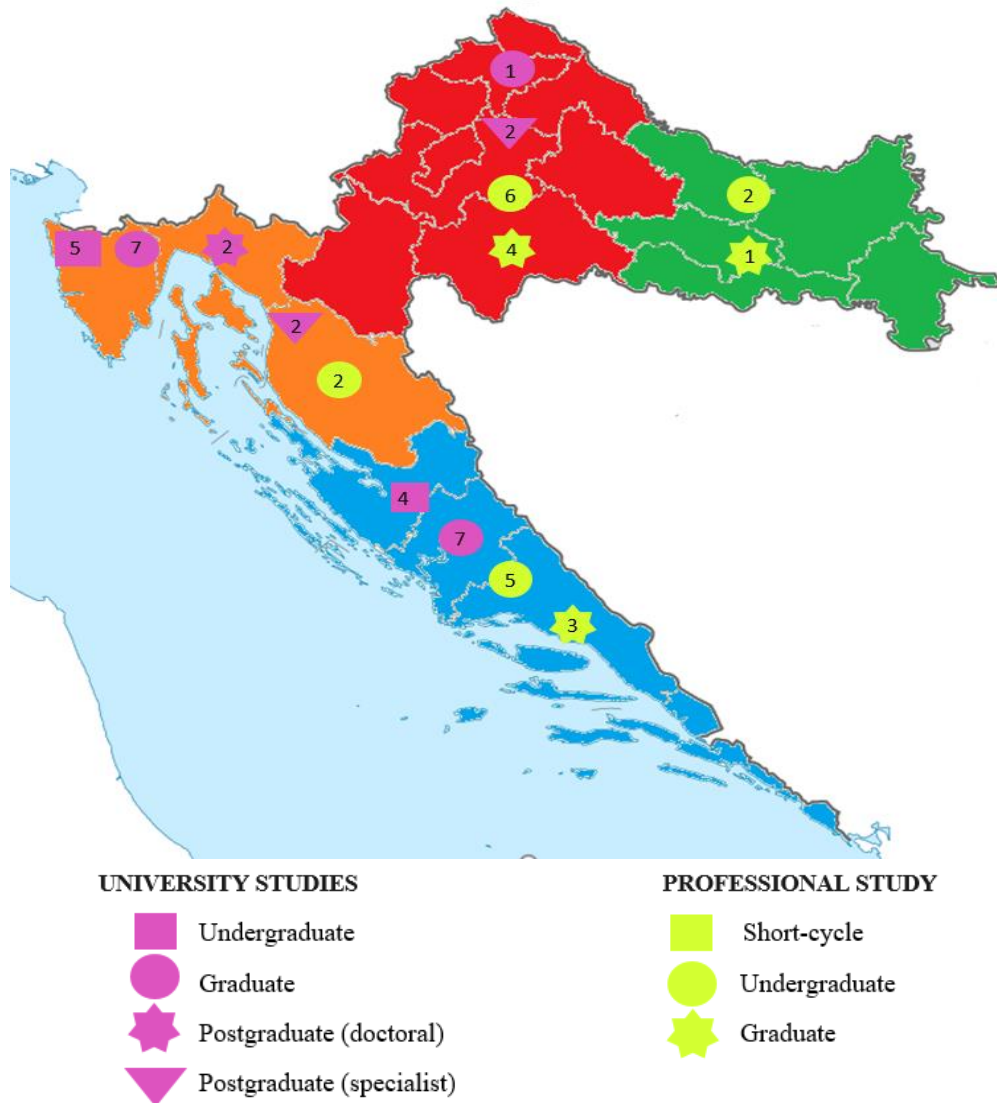 1
2
6
2
5
7
2
4
1
2
2
4
7
5
3
UNIVERSITY STUDIES
PROFESSIONAL STUDY
Undergraduate
Short-cycle
Graduate
Undergraduate
Postgraduate (doctoral)
Graduate
Postgraduate (specialist)